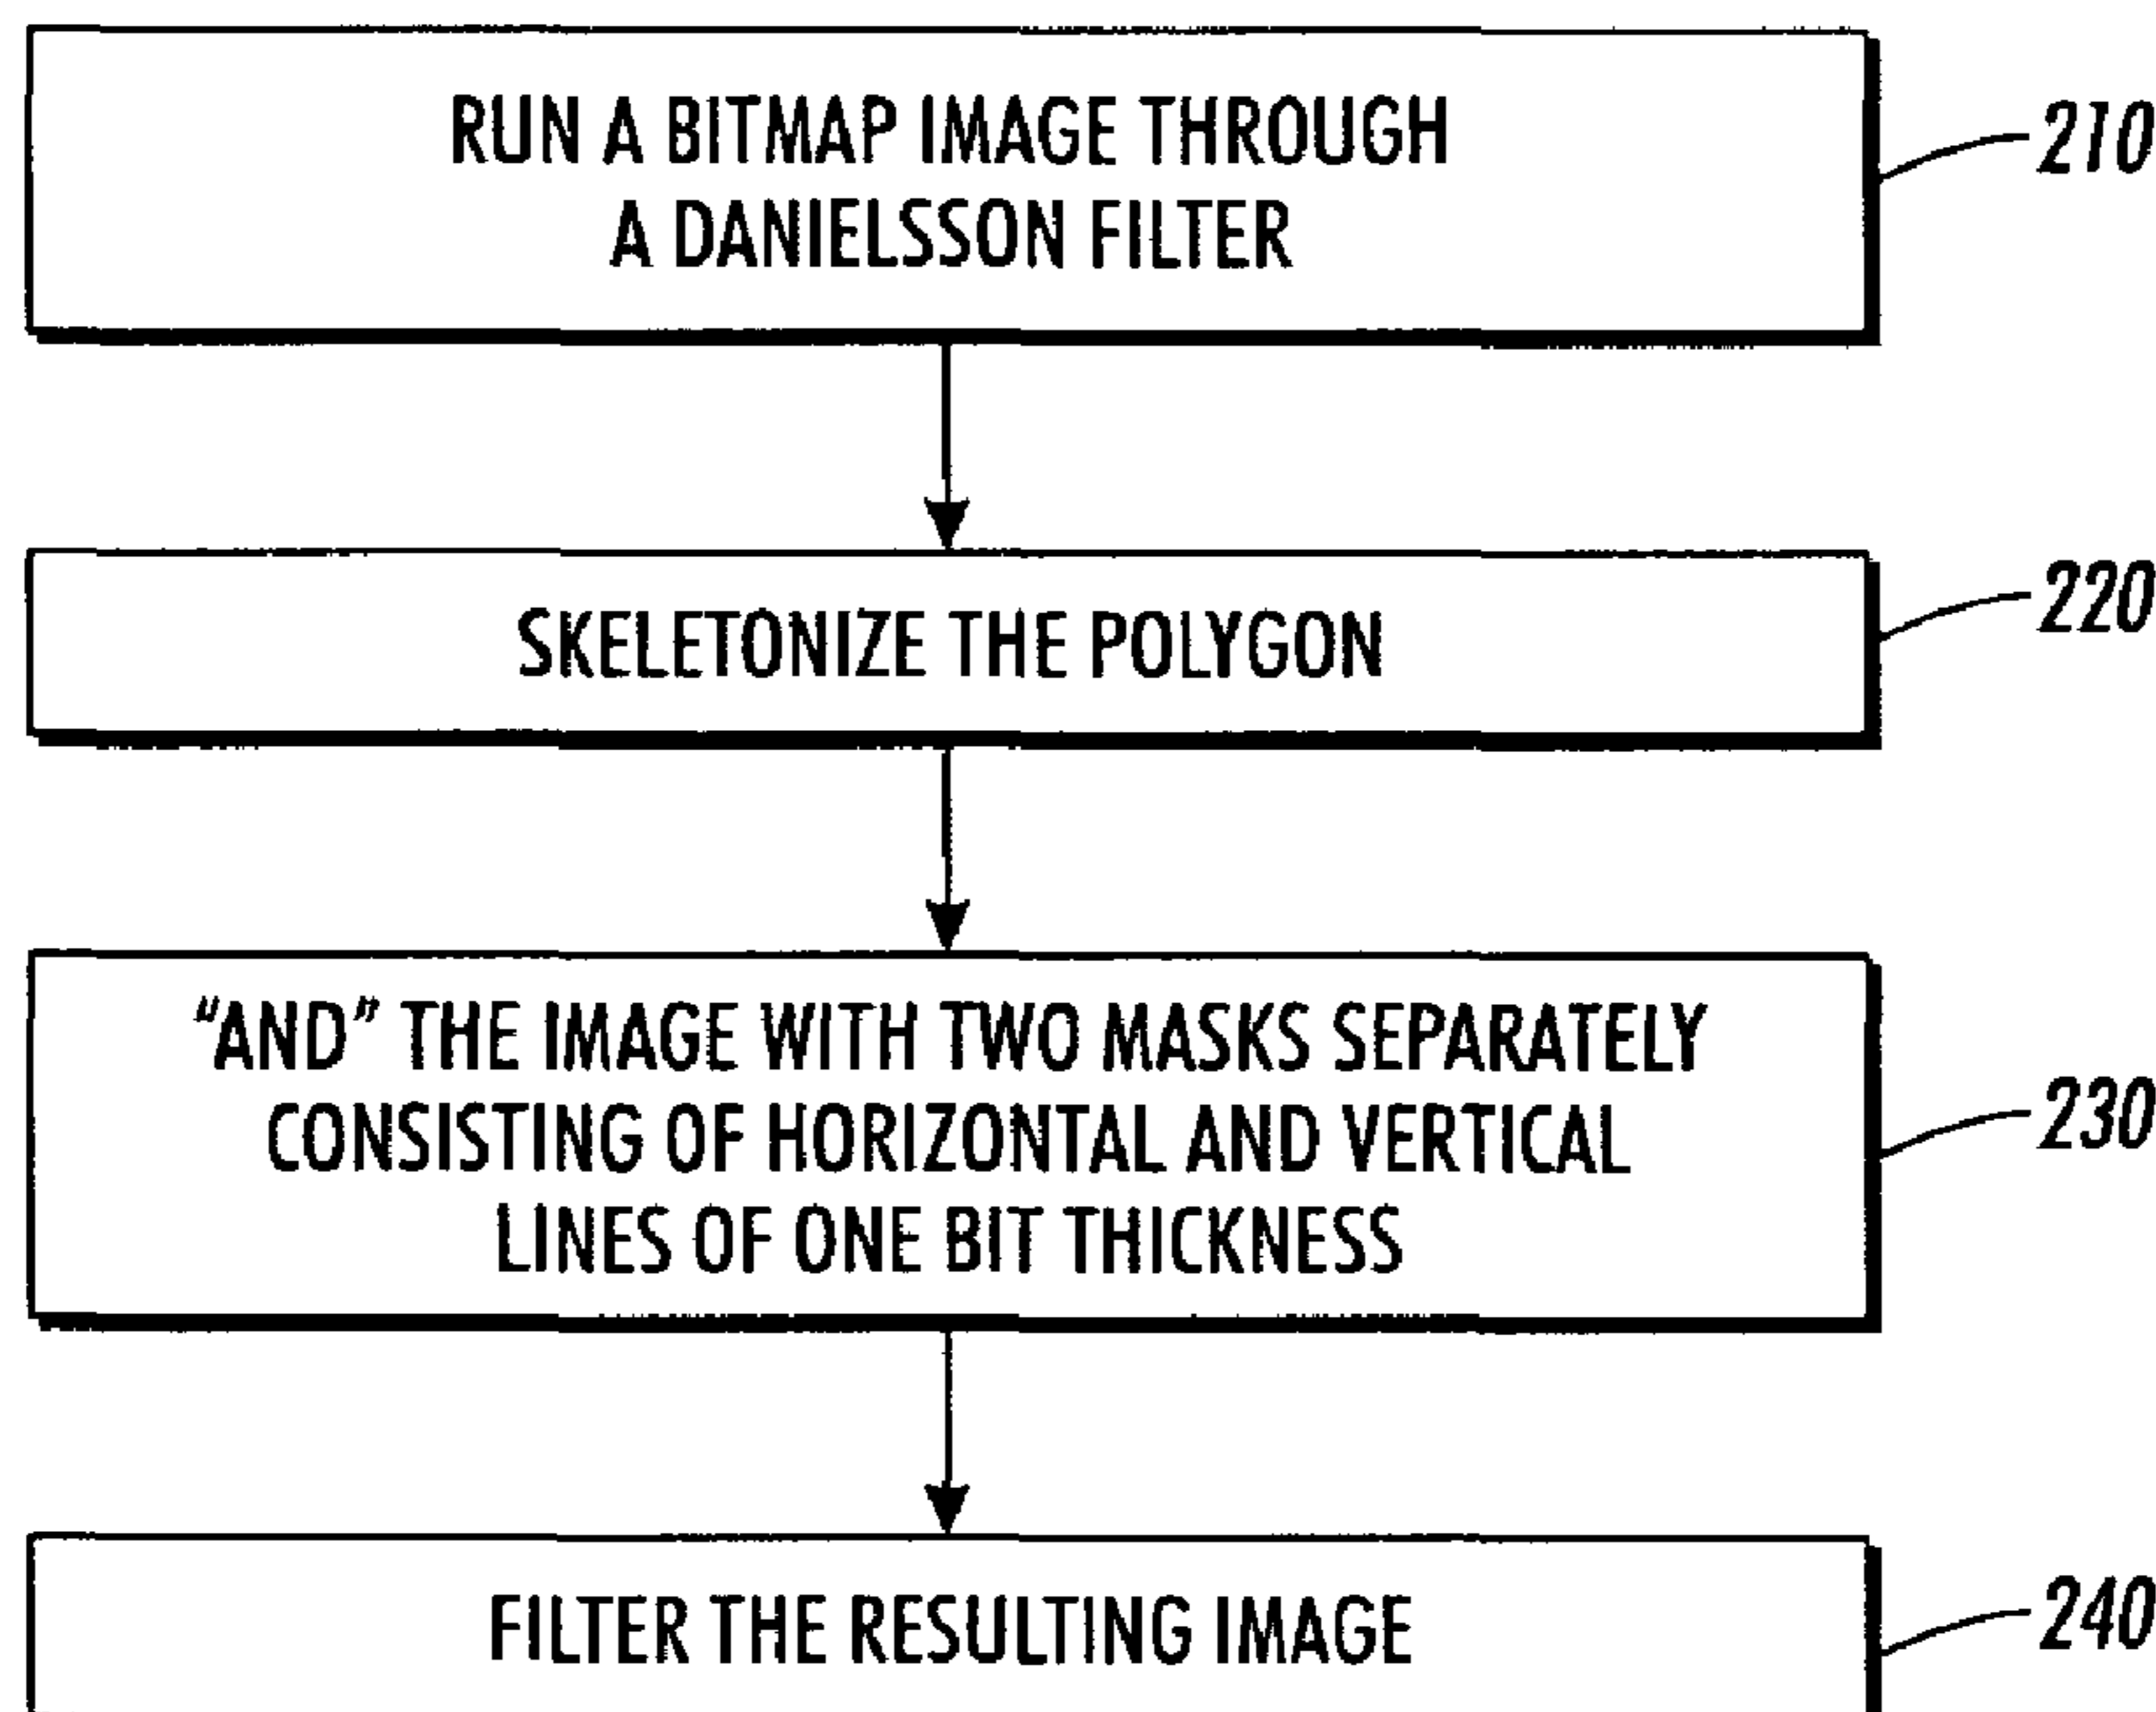 RUN A BITMAP IMAGE THROUGH
A DANIELSSON FILTER
210
SKELETONIZE THE POLYGON
220
"AND" THE IMAGE WITH TWO MASKS SEPARATELY
CONSISTING OF HORIZONTAL AND VERTICAL
LINES OF ONE BIT THICKNESS
230
FILTER THE RESULTING IMAGE
240